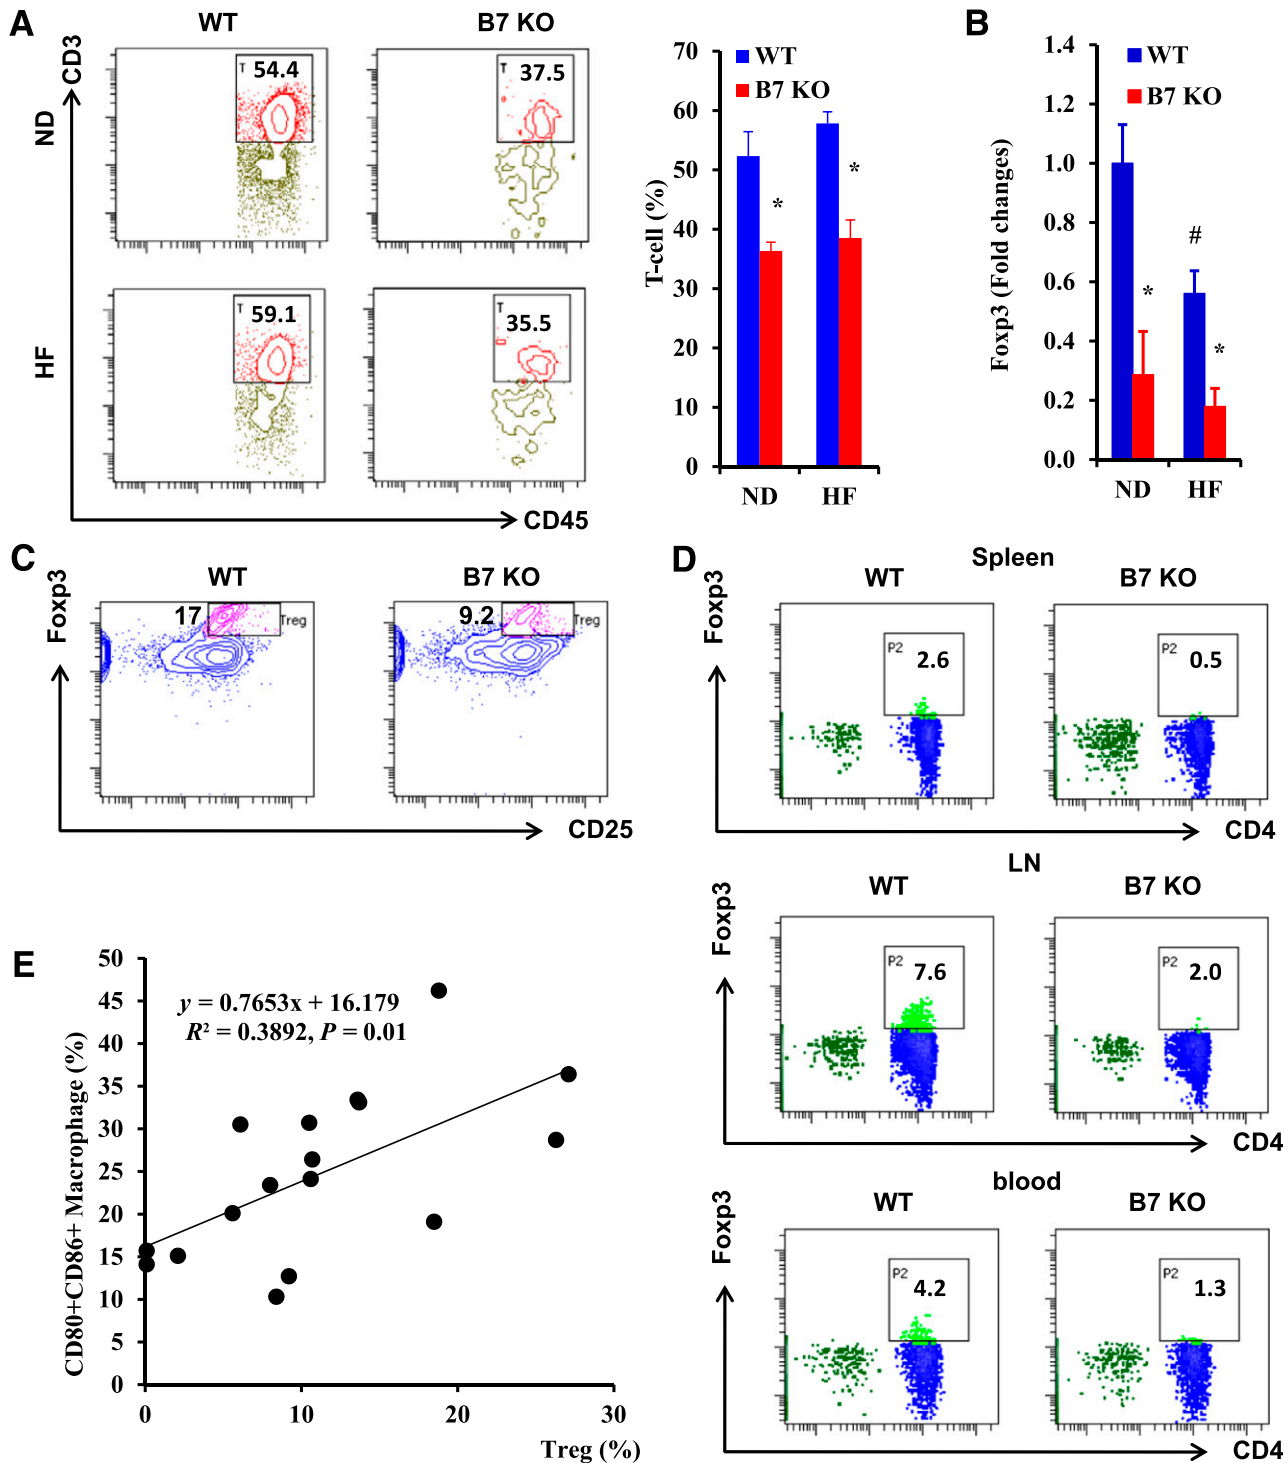 A
WT
B7 KO
CD3
ND
T 54.4
T 37.5
HF
T 59.1
T 35.5
CD45
70
60
50
40
30
20
10
0
T-cell (%)
WT
B7 KO
*
*
ND
HF
B
1.4
1.2
1.0
0.8
0.6
0.4
0.2
0.0
Foxp3 (Fold changes)
WT
B7 KO
*
#
*
ND
HF
C
Foxp3
WT
B7 KO
17
Treg
9.2
Treg
CD25
D
Spleen
Foxp3
WT
B7 KO
P2 2.6
P2 0.5
CD4
LN
Foxp3
WT
B7 KO
P2 7.6
P2 2.0
CD4
blood
Foxp3
WT
B7 KO
P2 4.2
P2 1.3
CD4
E
50
45
40
35
30
25
20
15
10
5
0
CD80+CD86+ Macrophage (%)
y = 0.7653x + 16.179
R² = 0.3892, P = 0.01
0
10
20
30
Treg (%)